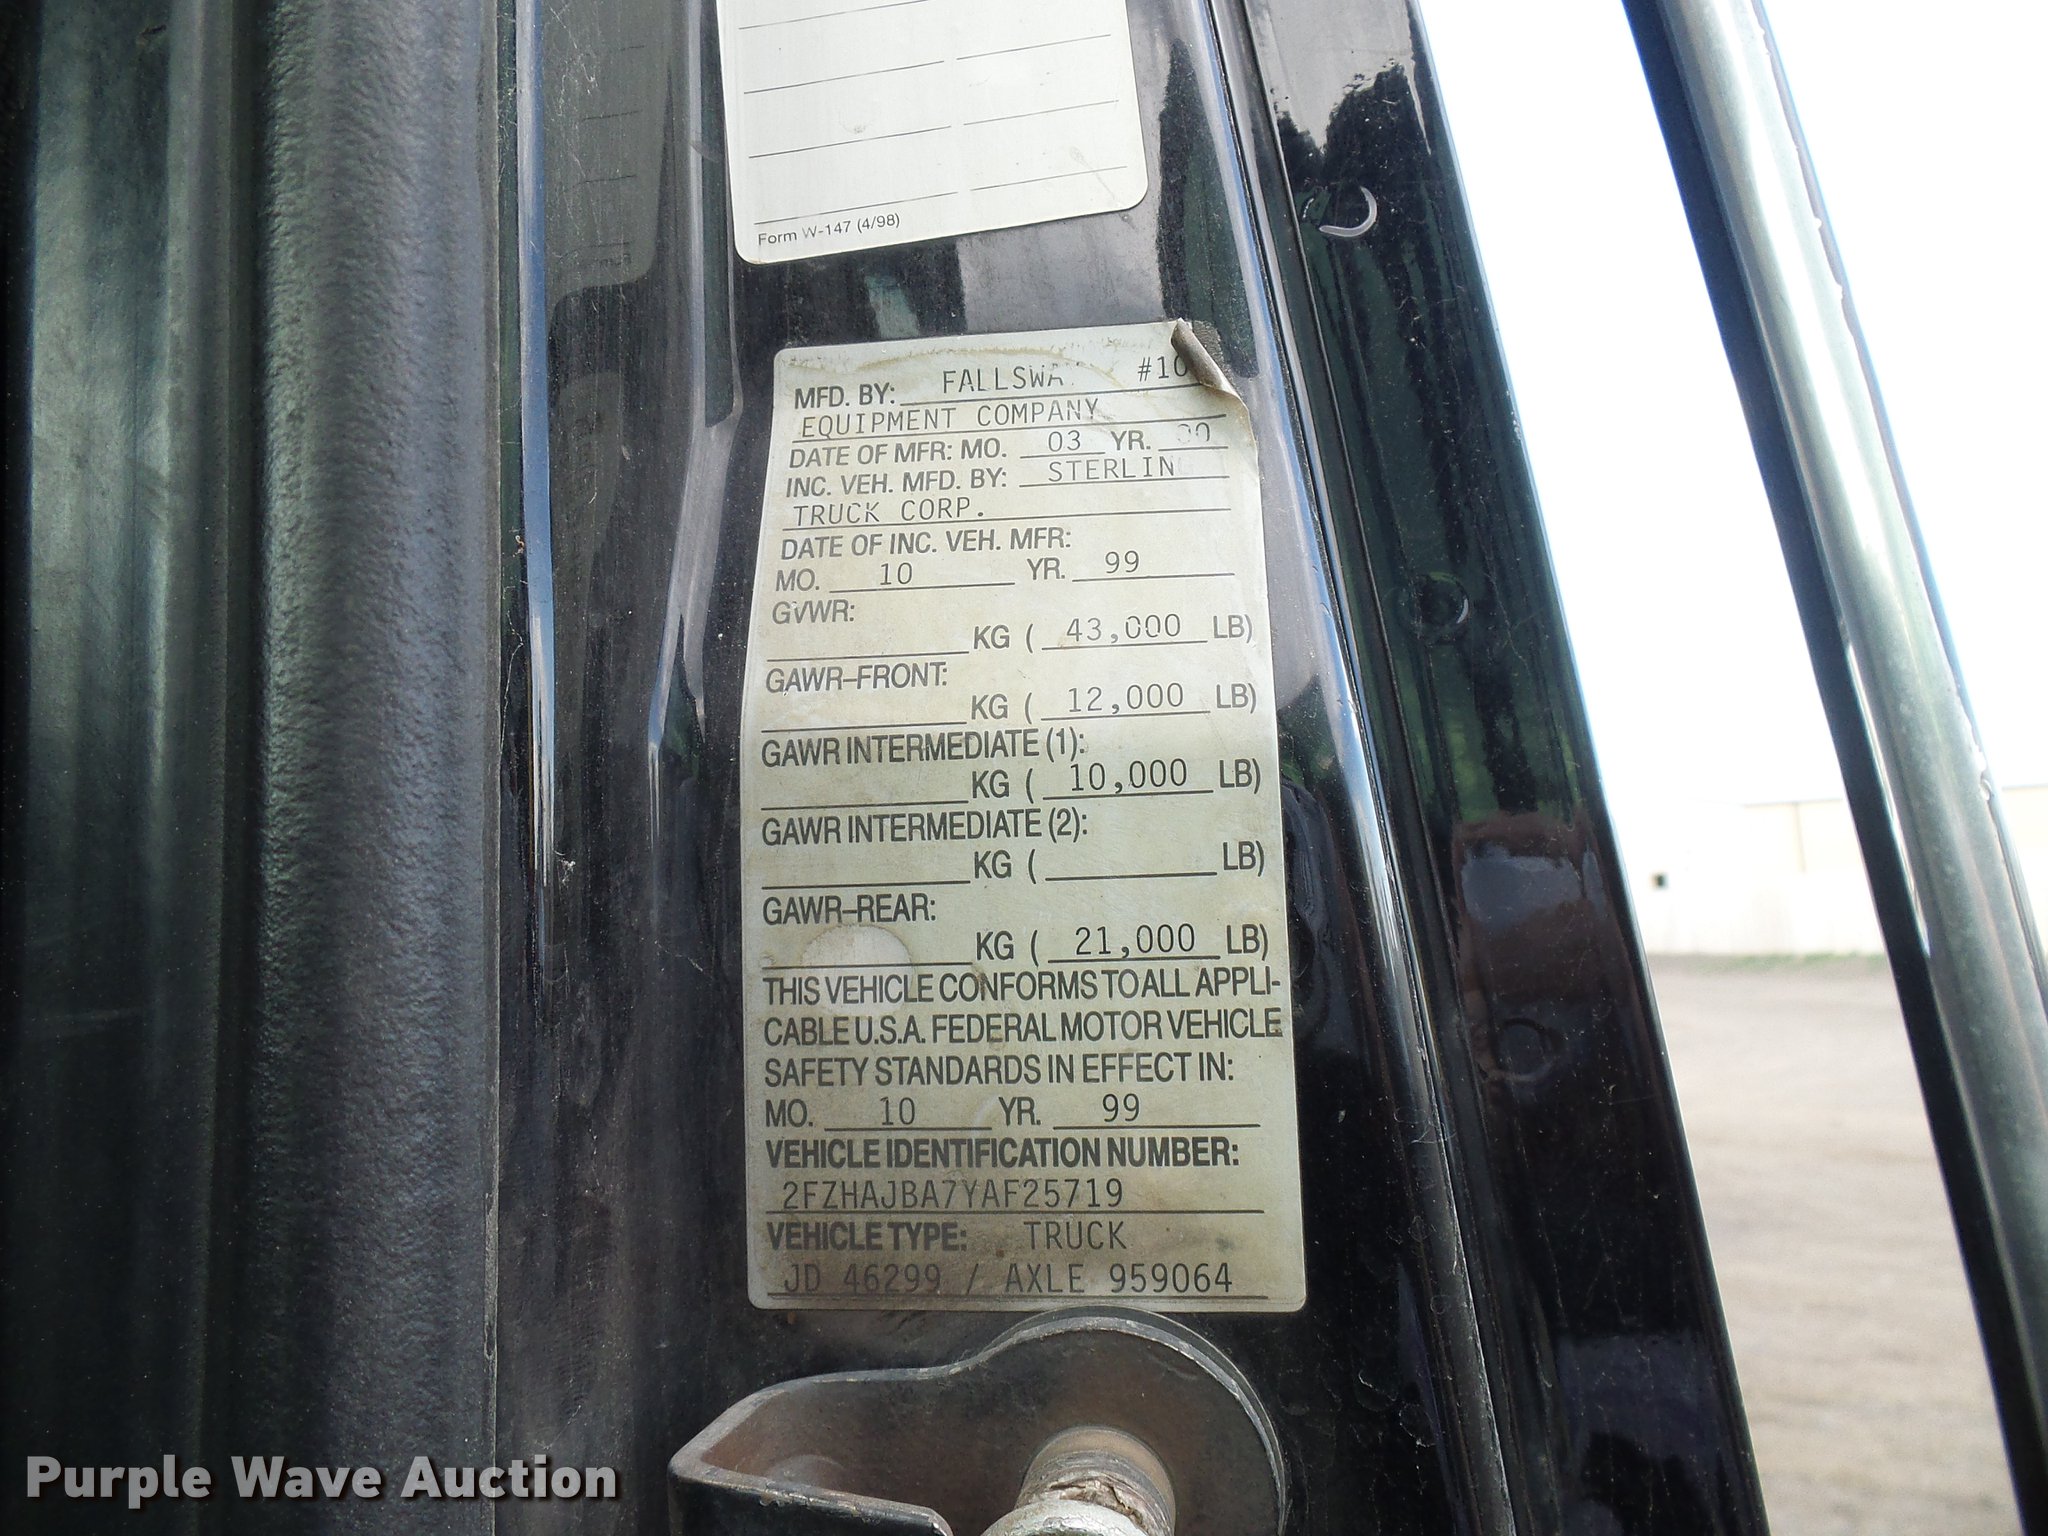 Form W-147 (4/98)
MFD. BY: #10
EQUIPMENT COMPANY
DATE OF MFR: MO. 03 YR. 00
INC. VEH. MFD. BY: STERLING
TRUCK CORP.
DATE OF INC. VEH. MFR:
MO. 10 YR. 99
GVWR:
KG ( 43,000 LB)
GAWR-FRONT:
KG ( 12,000 LB)
GAWR INTERMEDIATE (1):
KG ( 10,000 LB)
GAWR INTERMEDIATE (2):
KG ( LB)
GAWR-REAR:
KG ( 21,000 LB)
THIS VEHICLE CONFORMS TO ALL APPLI-
CABLE U.S.A. FEDERAL MOTOR VEHICLE
SAFETY STANDARDS IN EFFECT IN:
MO. 10 YR. 99
VEHICLE IDENTIFICATION NUMBER:
2FZHAJBA7YAF25719
VEHICLE TYPE: TRUCK
JD 46299 / AXLE 959064
Purple Wave Auction